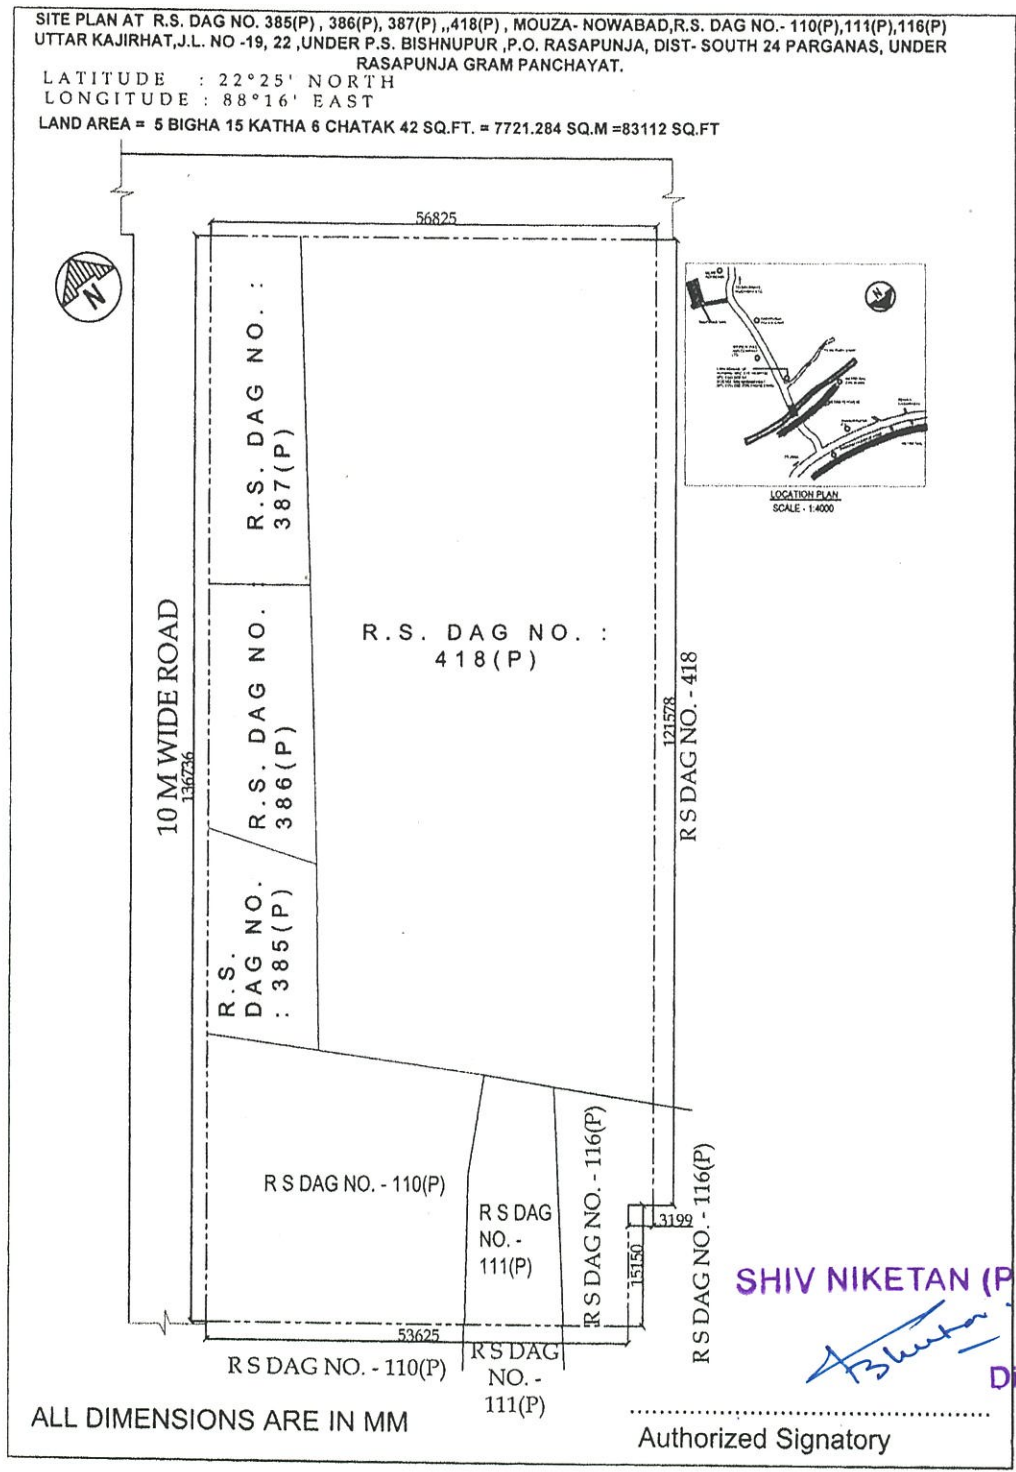 SITE PLAN AT R.S. DAG NO. 385(P) , 386(P), 387(P) ,,418(P) , MOUZA- NOWABAD,R.S. DAG NO.- 110(P),111(P),116(P)
UTTAR KAJIRHAT,J.L. NO -19, 22 ,UNDER P.S. BISHNUPUR ,P.O. RASAPUNJA, DIST- SOUTH 24 PARGANAS, UNDER
RASAPUNJA GRAM PANCHAYAT.
LATITUDE : 22°25' NORTH
LONGITUDE : 88°16' EAST
LAND AREA = 5 BIGHA 15 KATHA 6 CHATAK 42 SQ.FT. = 7721.284 SQ.M =83112 SQ.FT
56825
N
R.S. DAG NO. :
387(P)
N
LOCATION PLAN
SCALE - 1:4000
R.S. DAG NO. :
418(P)
10 M WIDE ROAD
136736
R.S. DAG NO.
386(P)
121578
RS DAG NO. - 418
R.S.
DAG NO.
: 385(P)
R S DAG NO. - 110(P)
R S DAG
NO. -
111(P)
RS DAG NO. - 116(P)
3199
15150
RS DAG NO. - 116(P)
53625
R S DAG NO. - 110(P)
R S DAG
NO. -
111(P)
SHIV NIKETAN (P
Di
ALL DIMENSIONS ARE IN MM
Authorized Signatory